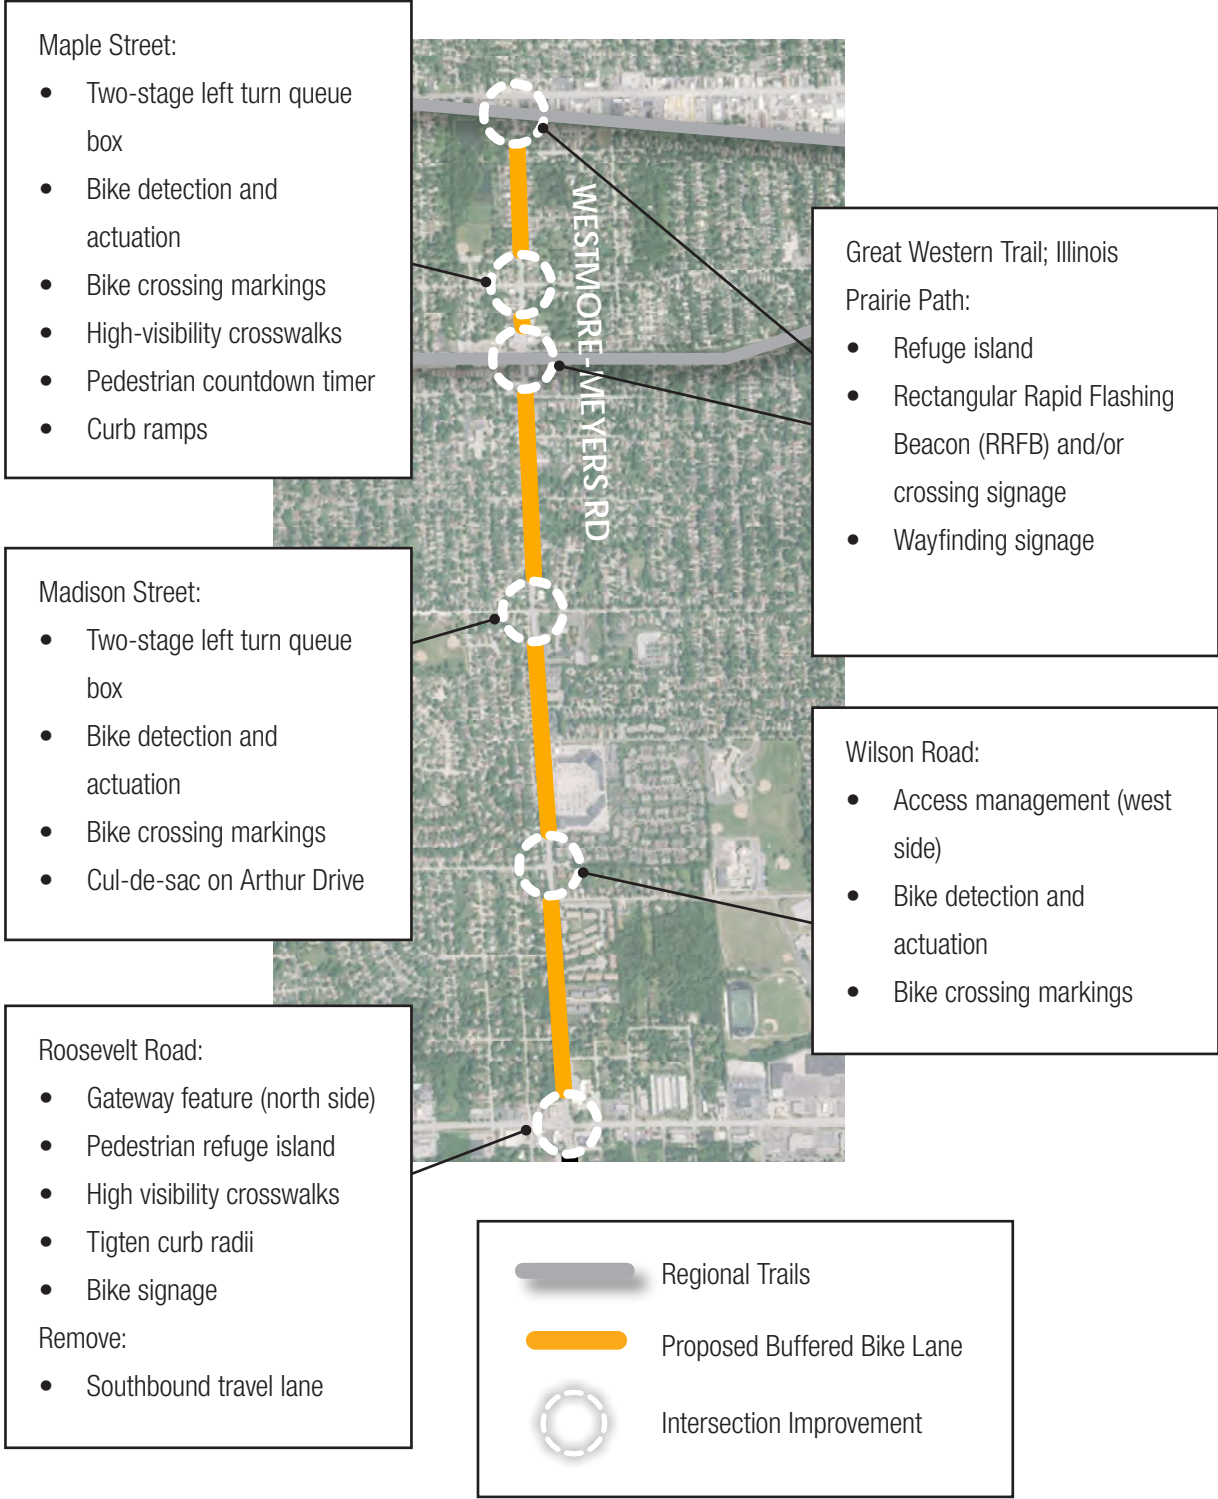 Maple Street:
• Two-stage left turn queue
box
• Bike detection and
actuation
• Bike crossing markings
• High-visibility crosswalks
• Pedestrian countdown timer
• Curb ramps
WESTMORE-MEYERS RD
Great Western Trail; Illinois
Prairie Path:
• Refuge island
• Rectangular Rapid Flashing
Beacon (RRFB) and/or
crossing signage
• Wayfinding signage
Madison Street:
• Two-stage left turn queue
box
• Bike detection and
actuation
• Bike crossing markings
• Cul-de-sac on Arthur Drive
Wilson Road:
• Access management (west
side)
• Bike detection and
actuation
• Bike crossing markings
Roosevelt Road:
• Gateway feature (north side)
• Pedestrian refuge island
• High visibility crosswalks
• Tigten curb radii
• Bike signage
Remove:
• Southbound travel lane
Regional Trails
Proposed Buffered Bike Lane
Intersection Improvement